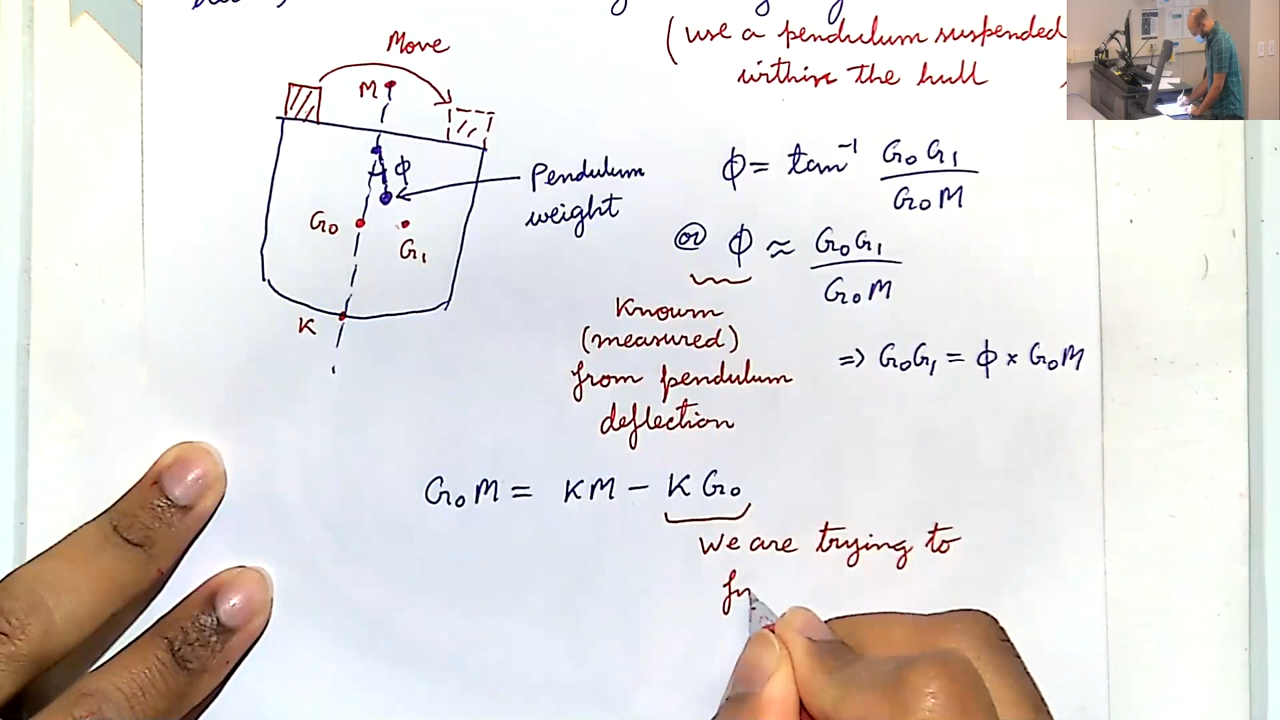 (use a pendulum suspended
within the hull
Move
M
ϕ
Pendulum
weight
G₀
G₁
K
ϕ = tan⁻¹ G₀G₁ / G₀M
or ϕ ≈ G₀G₁ / G₀M
Known
(measured)
from pendulum
deflection
⇒ G₀G₁ = ϕ × G₀M
G₀M = KM − KG₀
We are trying to